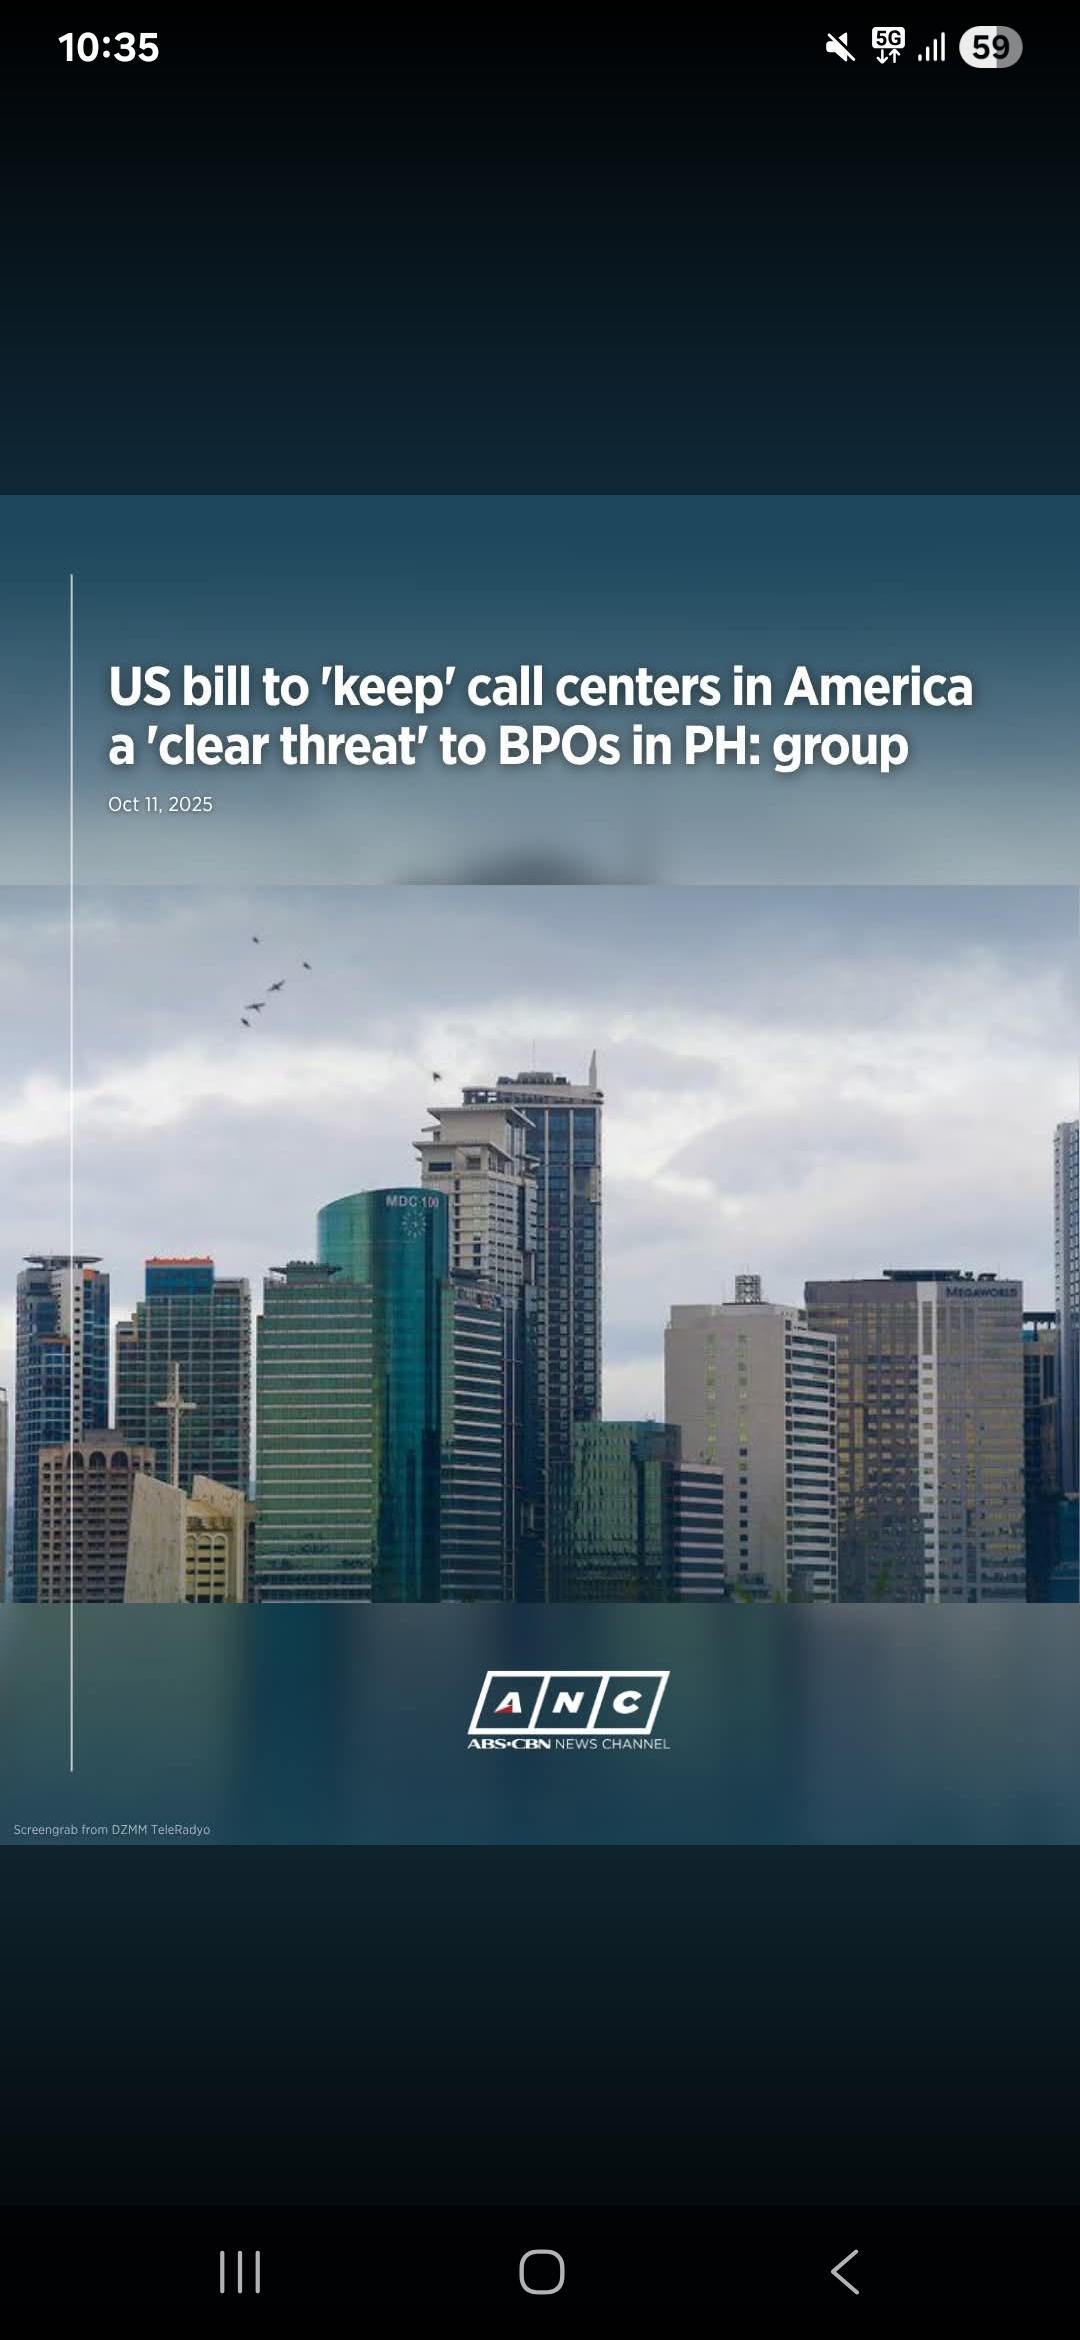 10:35
5G
59
US bill to 'keep' call centers in America
a 'clear threat' to BPOs in PH: group
Oct 11, 2025
MDC 100
MEGAWORLD
ANC
ABS-CBN NEWS CHANNEL
Screengrab from DZMM TeleRadyo